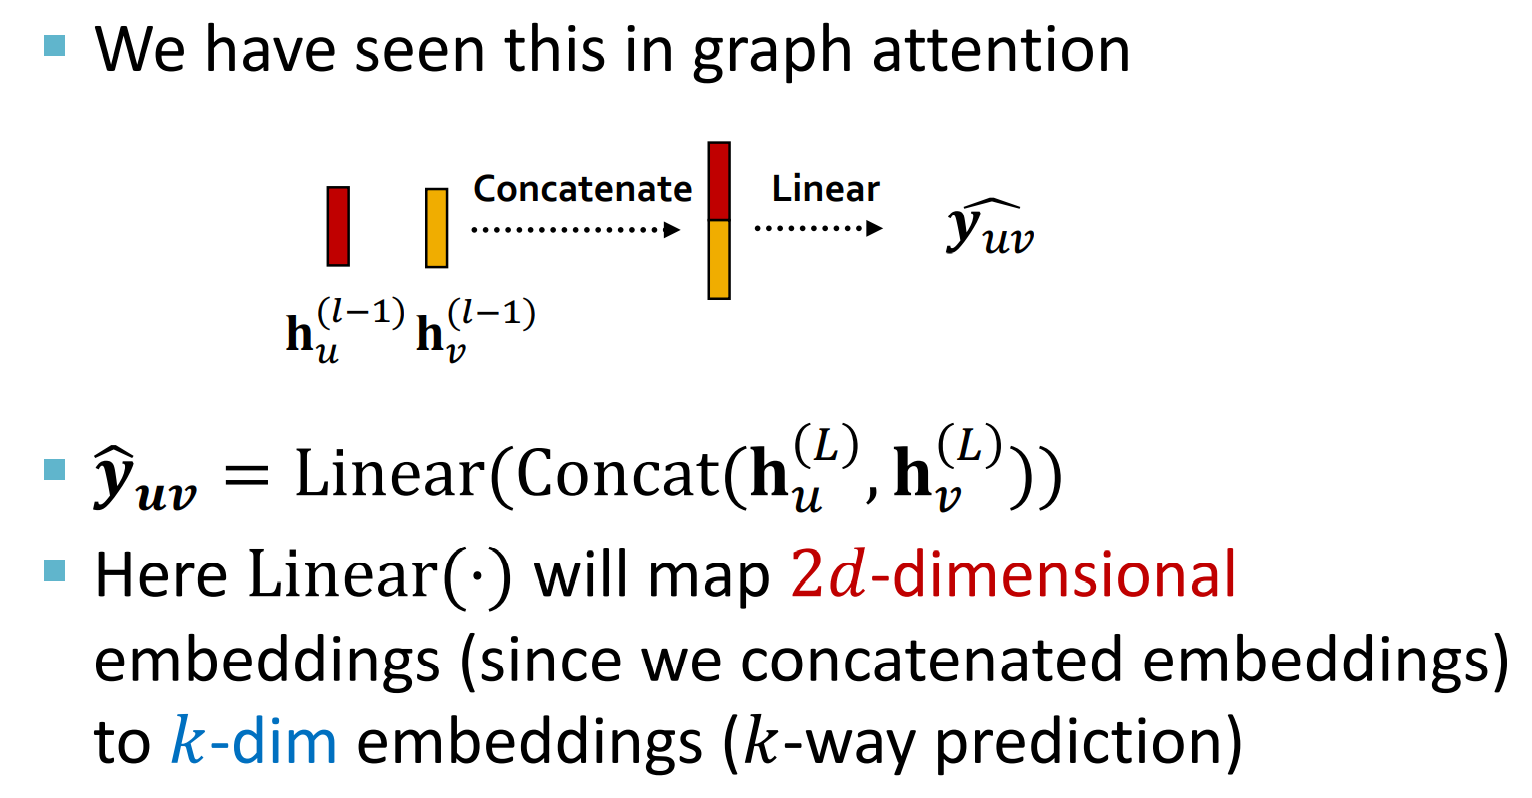 We have seen this in graph attention
Concatenate Linear
$\widehat{\boldsymbol{y}_{uv}}$
$\mathbf{h}_u^{(l-1)}$ $\mathbf{h}_v^{(l-1)}$
$\widehat{\boldsymbol{y}}_{\boldsymbol{uv}} = \text{Linear}(\text{Concat}(\mathbf{h}_u^{(L)}, \mathbf{h}_v^{(L)}))$
Here Linear(·) will map 2d-dimensional
embeddings (since we concatenated embeddings)
to k-dim embeddings (k-way prediction)